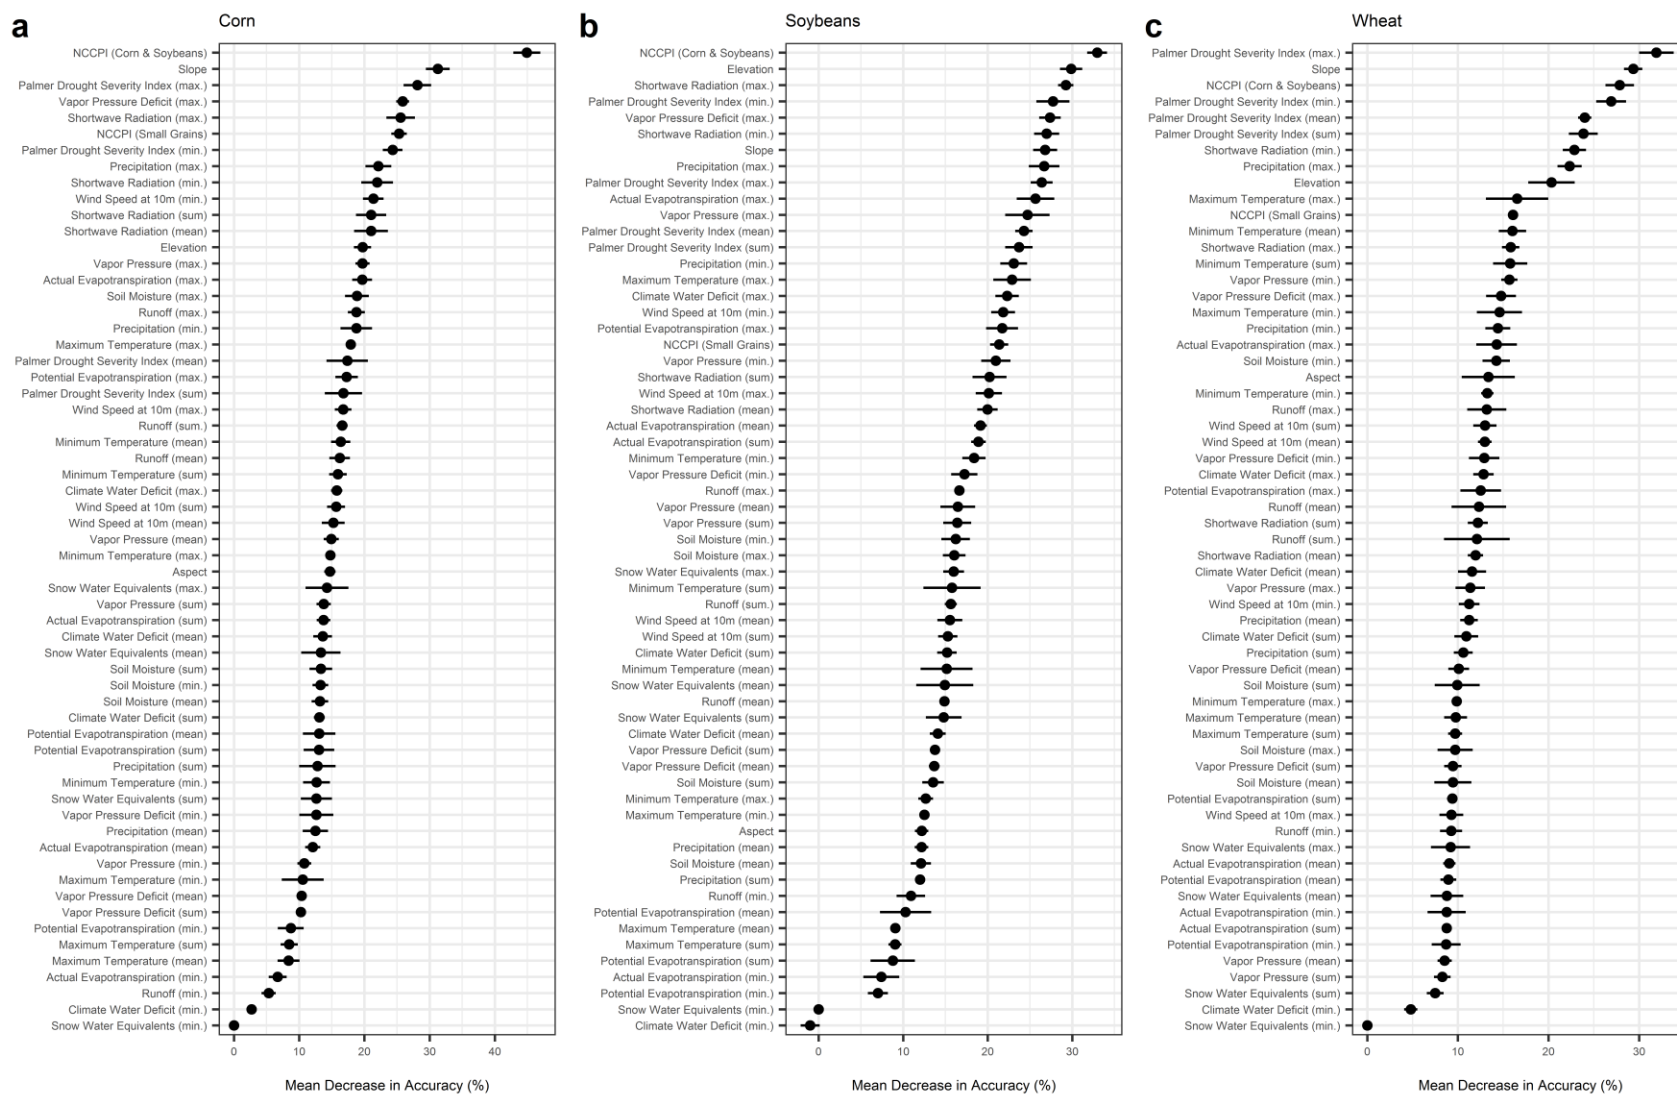 a
Corn
NCCPI (Corn & Soybeans)
Slope
Palmer Drought Severity Index (max.)
Vapor Pressure Deficit (max.)
Shortwave Radiation (max.)
NCCPI (Small Grains)
Palmer Drought Severity Index (min.)
Precipitation (max.)
Shortwave Radiation (min.)
Wind Speed at 10m (min.)
Shortwave Radiation (sum)
Shortwave Radiation (mean)
Elevation
Vapor Pressure (max.)
Actual Evapotranspiration (max.)
Soil Moisture (max.)
Runoff (max.)
Precipitation (min.)
Maximum Temperature (max.)
Palmer Drought Severity Index (mean)
Potential Evapotranspiration (max.)
Palmer Drought Severity Index (sum)
Wind Speed at 10m (max.)
Runoff (sum.)
Minimum Temperature (mean)
Runoff (mean)
Minimum Temperature (sum)
Climate Water Deficit (max.)
Wind Speed at 10m (sum)
Wind Speed at 10m (mean)
Vapor Pressure (mean)
Minimum Temperature (max.)
Aspect
Snow Water Equivalents (max.)
Vapor Pressure (sum)
Actual Evapotranspiration (sum)
Climate Water Deficit (mean)
Snow Water Equivalents (mean)
Soil Moisture (sum)
Soil Moisture (min.)
Soil Moisture (mean)
Climate Water Deficit (sum)
Potential Evapotranspiration (mean)
Potential Evapotranspiration (sum)
Precipitation (sum)
Minimum Temperature (min.)
Snow Water Equivalents (sum)
Vapor Pressure Deficit (min.)
Precipitation (mean)
Actual Evapotranspiration (mean)
Vapor Pressure (min.)
Maximum Temperature (min.)
Vapor Pressure Deficit (mean)
Vapor Pressure Deficit (sum)
Potential Evapotranspiration (min.)
Maximum Temperature (sum)
Maximum Temperature (mean)
Actual Evapotranspiration (min.)
Runoff (min.)
Climate Water Deficit (min.)
Snow Water Equivalents (min.)
0 10 20 30 40
Mean Decrease in Accuracy (%)
b
Soybeans
NCCPI (Corn & Soybeans)
Elevation
Shortwave Radiation (max.)
Palmer Drought Severity Index (min.)
Vapor Pressure Deficit (max.)
Shortwave Radiation (min.)
Slope
Precipitation (max.)
Palmer Drought Severity Index (max.)
Actual Evapotranspiration (max.)
Vapor Pressure (max.)
Palmer Drought Severity Index (mean)
Palmer Drought Severity Index (sum)
Precipitation (min.)
Maximum Temperature (max.)
Climate Water Deficit (max.)
Wind Speed at 10m (min.)
Potential Evapotranspiration (max.)
NCCPI (Small Grains)
Vapor Pressure (min.)
Shortwave Radiation (sum)
Wind Speed at 10m (max.)
Shortwave Radiation (mean)
Actual Evapotranspiration (mean)
Actual Evapotranspiration (sum)
Minimum Temperature (min.)
Vapor Pressure Deficit (min.)
Runoff (max.)
Vapor Pressure (mean)
Vapor Pressure (sum)
Soil Moisture (min.)
Soil Moisture (max.)
Snow Water Equivalents (max.)
Minimum Temperature (sum)
Runoff (sum.)
Wind Speed at 10m (mean)
Wind Speed at 10m (sum)
Climate Water Deficit (sum)
Minimum Temperature (mean)
Snow Water Equivalents (mean)
Runoff (mean)
Snow Water Equivalents (sum)
Climate Water Deficit (mean)
Vapor Pressure Deficit (sum)
Vapor Pressure Deficit (mean)
Soil Moisture (sum)
Minimum Temperature (max.)
Maximum Temperature (min.)
Aspect
Precipitation (mean)
Soil Moisture (mean)
Precipitation (sum)
Runoff (min.)
Potential Evapotranspiration (mean)
Maximum Temperature (mean)
Maximum Temperature (sum)
Potential Evapotranspiration (sum)
Actual Evapotranspiration (min.)
Potential Evapotranspiration (min.)
Snow Water Equivalents (min.)
Climate Water Deficit (min.)
0 10 20 30
Mean Decrease in Accuracy (%)
c
Wheat
Palmer Drought Severity Index (max.)
Slope
NCCPI (Corn & Soybeans)
Palmer Drought Severity Index (min.)
Palmer Drought Severity Index (mean)
Palmer Drought Severity Index (sum)
Shortwave Radiation (min.)
Precipitation (max.)
Elevation
Maximum Temperature (max.)
NCCPI (Small Grains)
Minimum Temperature (mean)
Shortwave Radiation (max.)
Minimum Temperature (sum)
Vapor Pressure (min.)
Vapor Pressure Deficit (max.)
Maximum Temperature (min.)
Precipitation (min.)
Actual Evapotranspiration (max.)
Soil Moisture (min.)
Aspect
Minimum Temperature (min.)
Runoff (max.)
Wind Speed at 10m (sum)
Wind Speed at 10m (mean)
Vapor Pressure Deficit (min.)
Climate Water Deficit (max.)
Potential Evapotranspiration (max.)
Runoff (mean)
Shortwave Radiation (sum)
Runoff (sum.)
Shortwave Radiation (mean)
Climate Water Deficit (mean)
Vapor Pressure (max.)
Wind Speed at 10m (min.)
Precipitation (mean)
Climate Water Deficit (sum)
Precipitation (sum)
Vapor Pressure Deficit (mean)
Soil Moisture (sum)
Minimum Temperature (max.)
Maximum Temperature (mean)
Maximum Temperature (sum)
Soil Moisture (max.)
Vapor Pressure Deficit (sum)
Soil Moisture (mean)
Potential Evapotranspiration (sum)
Wind Speed at 10m (max.)
Runoff (min.)
Snow Water Equivalents (max.)
Actual Evapotranspiration (mean)
Potential Evapotranspiration (mean)
Snow Water Equivalents (mean)
Actual Evapotranspiration (min.)
Actual Evapotranspiration (sum)
Potential Evapotranspiration (min.)
Vapor Pressure (mean)
Vapor Pressure (sum)
Snow Water Equivalents (sum)
Climate Water Deficit (min.)
Snow Water Equivalents (min.)
0 10 20 30
Mean Decrease in Accuracy (%)